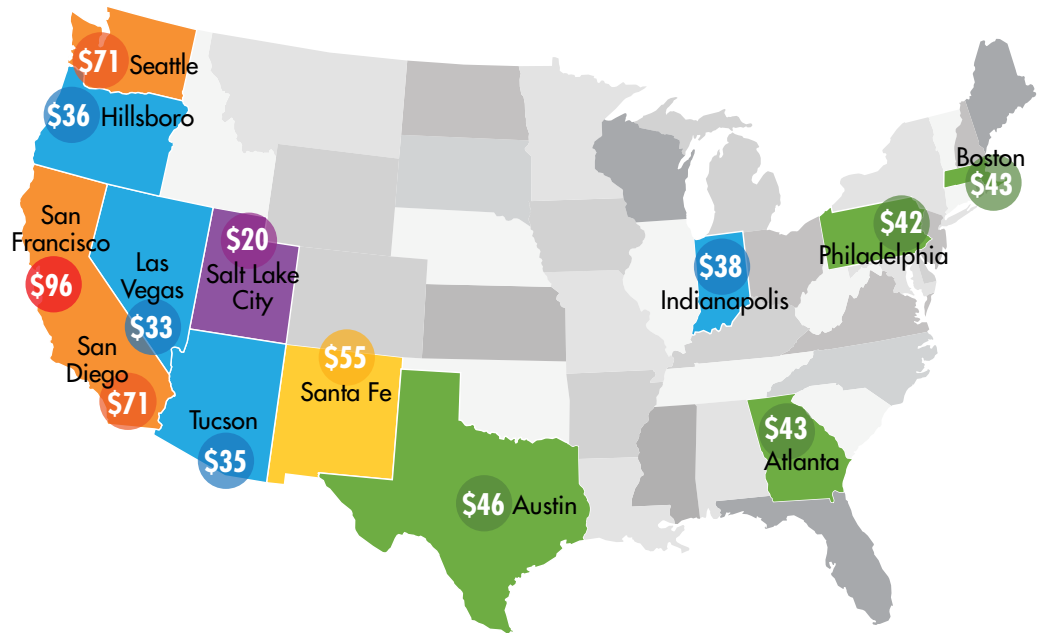 $71 Seattle
$36 Hillsboro
San
Francisco
$96
Las
Vegas
$33
San
Diego
$71
$20
Salt Lake
City
Tucson
$35
$55
Santa Fe
$46 Austin
$38
Indianapolis
$43
Atlanta
$42
Philadelphia
Boston
$43